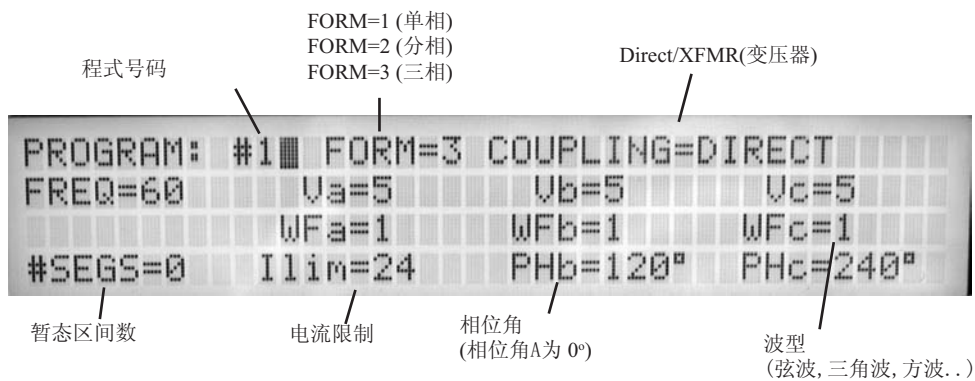 FORM=1 (单相)
FORM=2 (分相)
FORM=3 (三相)
程式号码
Direct/XFMR(变压器)
PROGRAM: #1 FORM=3 COUPLING=DIRECT
FREQ=60 Va=5 Vb=5 Vc=5
WFa=1 WFb=1 WFc=1
#SEGS=0 Ilim=24 PHb=120° PHc=240°
暂态区间数
电流限制
相位角
(相位角A为 0°)
波型
(弦波,三角波,方波..)